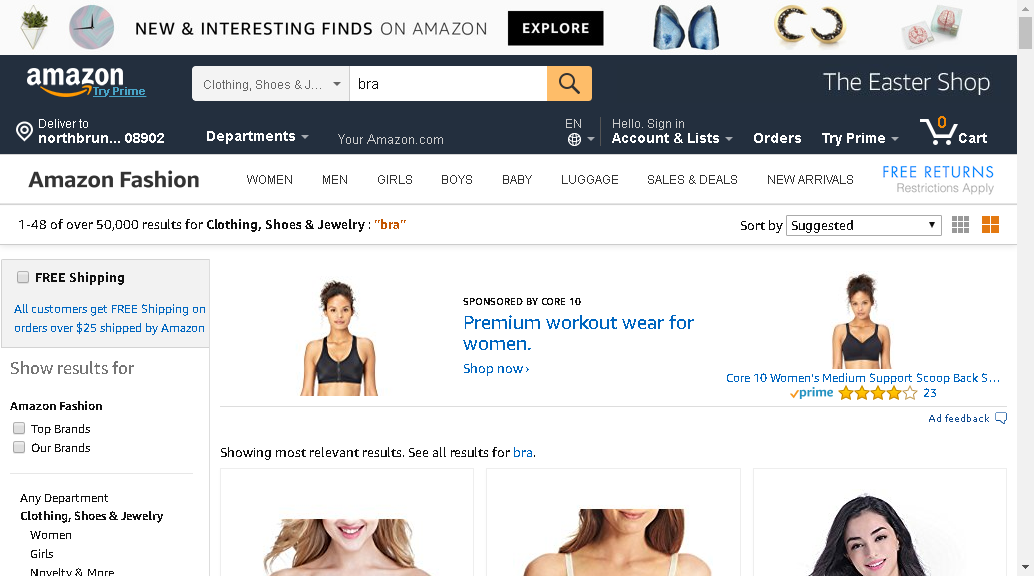 NEW & INTERESTING FINDS ON AMAZON EXPLORE
amazon
Try Prime
Clothing, Shoes & J...
bra
The Easter Shop
Deliver to
northbrun... 08902
Departments
Your Amazon.com
EN
Hello. Sign in
Account & Lists
Orders
Try Prime
0
Cart
Amazon Fashion
WOMEN MEN GIRLS BOYS BABY LUGGAGE SALES & DEALS NEW ARRIVALS
FREE RETURNS
Restrictions Apply
1-48 of over 50,000 results for Clothing, Shoes & Jewelry : "bra"
Sort by Suggested
FREE Shipping
All customers get FREE Shipping on
orders over $25 shipped by Amazon
Show results for
Amazon Fashion
Top Brands
Our Brands
Any Department
Clothing, Shoes & Jewelry
Women
Girls
Novelty & More
SPONSORED BY CORE 10
Premium workout wear for
women.
Shop now ›
Core 10 Women's Medium Support Scoop Back S...
prime 23
Ad feedback
Showing most relevant results. See all results for bra.